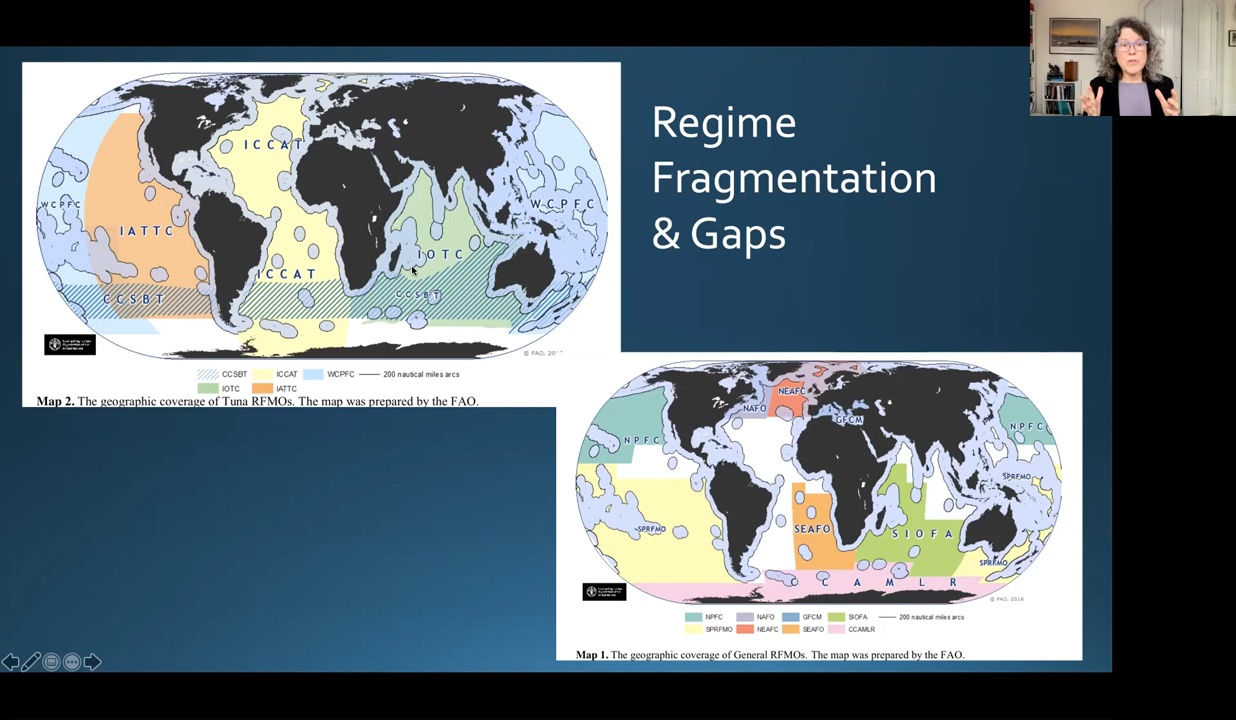 Regime
Fragmentation
& Gaps
ICCAT
WCPFC
WCPFC
IATTC
IOTC
ICCAT
CCSBT
CCSBT
© FAO, 20
CCSBT ICCAT WCPFC 200 nautical miles arcs
IOTC IATTC
Map 2. The geographic coverage of Tuna RFMOs. The map was prepared by the FAO.
NEAFC
NAFO
GFCM
NPFC
NPFC
SPRFMO
SPRFMO
SEAFO
SIOFA
SPRFMO
CCAMLR
© FAO, 2016
NPFC NAFO GFCM SIOFA 200 nautical miles arcs
SPRFMO NEAFC SEAFO CCAMLR
Map 1. The geographic coverage of General RFMOs. The map was prepared by the FAO.